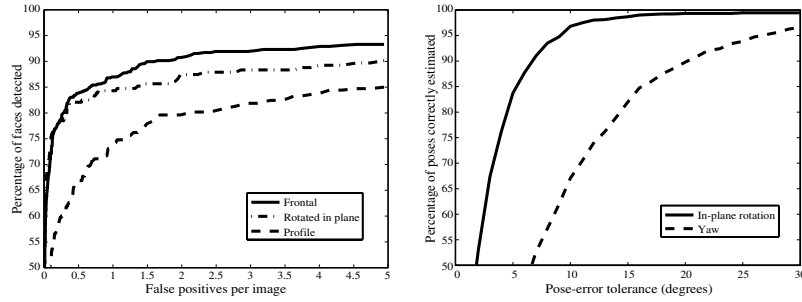 100
95
90
85
80
75
70
65
60
55
50
Percentage of faces detected
Frontal
Rotated in plane
Profile
0 0.5 1 1.5 2 2.5 3 3.5 4 4.5 5
False positives per image
100
95
90
85
80
75
70
65
60
55
50
Percentage of poses correctly estimated
In-plane rotation
Yaw
0 5 10 15 20 25 30
Pose-error tolerance (degrees)